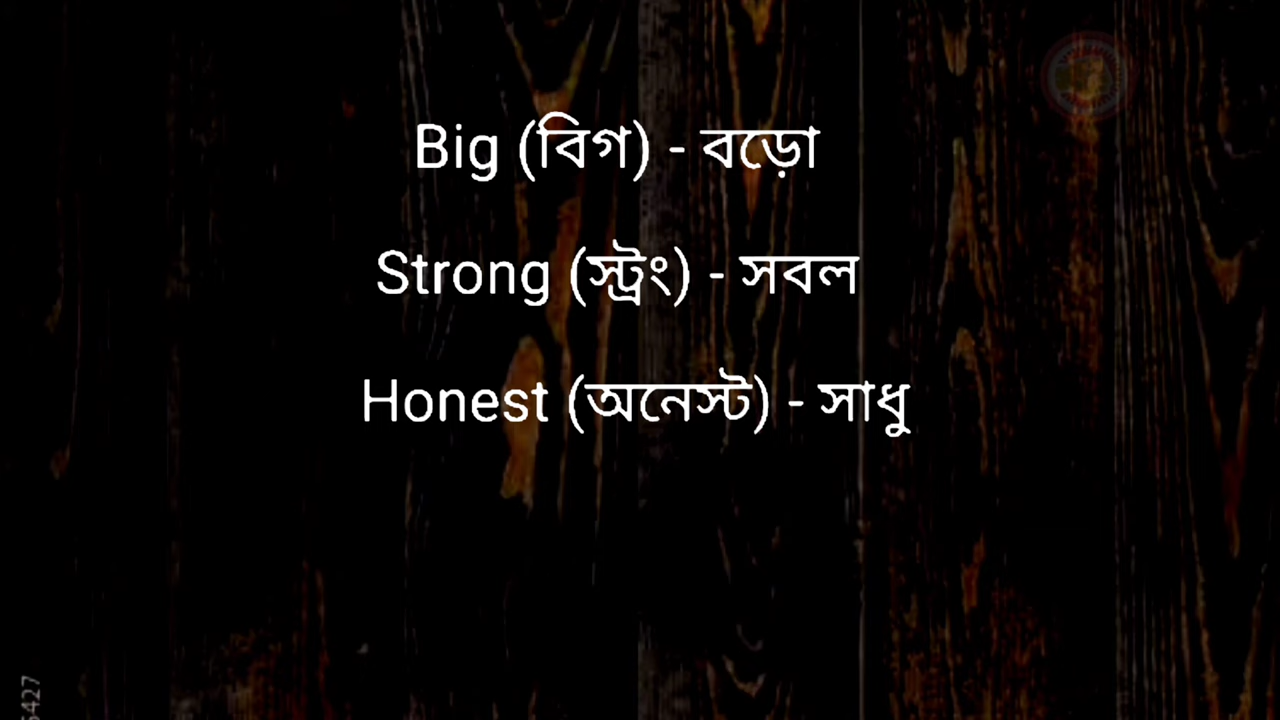 Big (বিগ) - বড়ো
Strong (স্ট্রং) - সবল
Honest (অনেস্ট) - সাধু